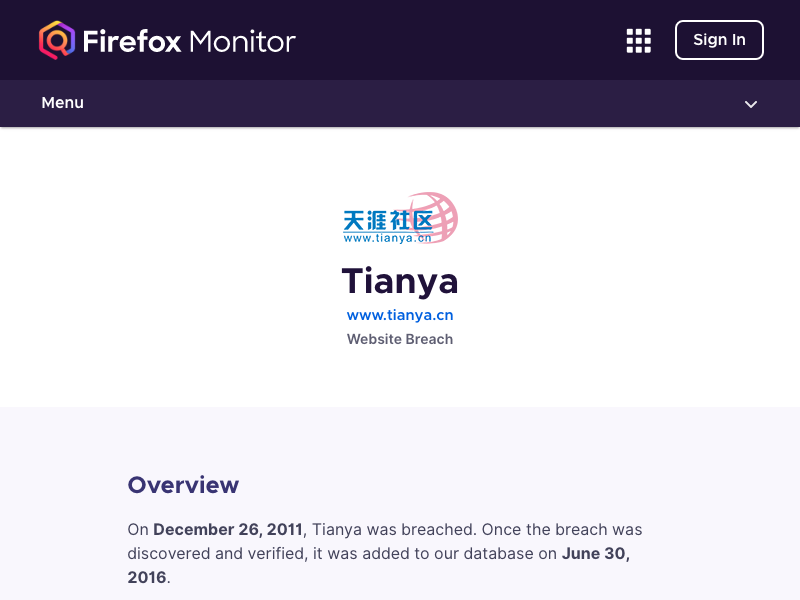 Firefox Monitor
Sign In
Menu
天涯社区
www.tianya.cn
Tianya
www.tianya.cn
Website Breach
Overview
On December 26, 2011, Tianya was breached. Once the breach was
discovered and verified, it was added to our database on June 30,
2016.